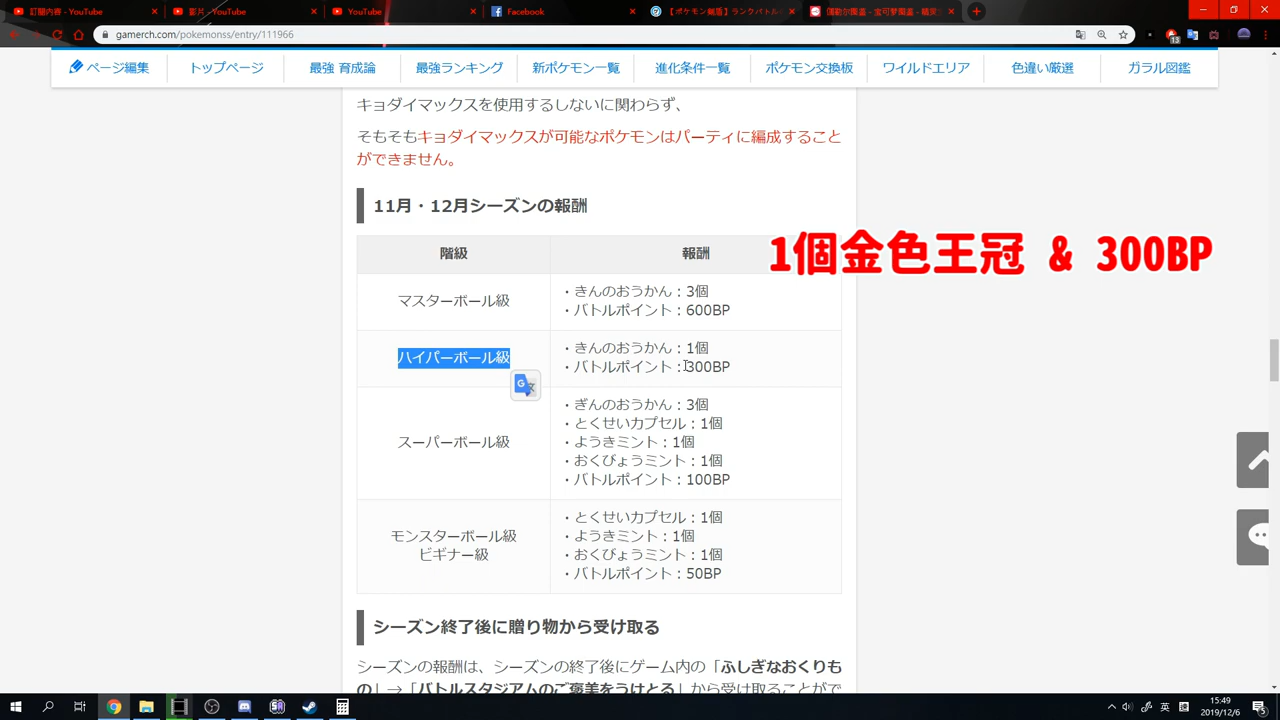 訂閱內容 - YouTube
影片 - YouTube
YouTube
Facebook
【ポケモン剣盾】ランクバトル
gamerch.com/pokemonss/entry/111966
13
ページ編集
トップページ
最強 育成論
最強ランキング
新ポケモン一覧
進化条件一覧
ポケモン交換板
ワイルドエリア
色違い厳選
ガラル図鑑
キョダイマックスを使用するしないに関わらず、
そもそもキョダイマックスが可能なポケモンはパーティに編成すること
ができません。
11月・12月シーズンの報酬
階級
報酬
1個金色王冠 & 300BP
マスターボール級
・きんのおうかん：3個
・バトルポイント：600BP
ハイパーボール級
・きんのおうかん：1個
・バトルポイント：300BP
スーパーボール級
・ぎんのおうかん：3個
・とくせいカプセル：1個
・ようきミント：1個
・おくびょうミント：1個
・バトルポイント：100BP
モンスターボール級
ビギナー級
・とくせいカプセル：1個
・ようきミント：1個
・おくびょうミント：1個
・バトルポイント：50BP
シーズン終了後に贈り物から受け取る
シーズンの報酬は、シーズンの終了後にゲーム内の「ふしぎなおくりも
の」→「バトルスタジアムのご褒美をうけとる」から受け取ることがで
英
15:49
2019/12/6